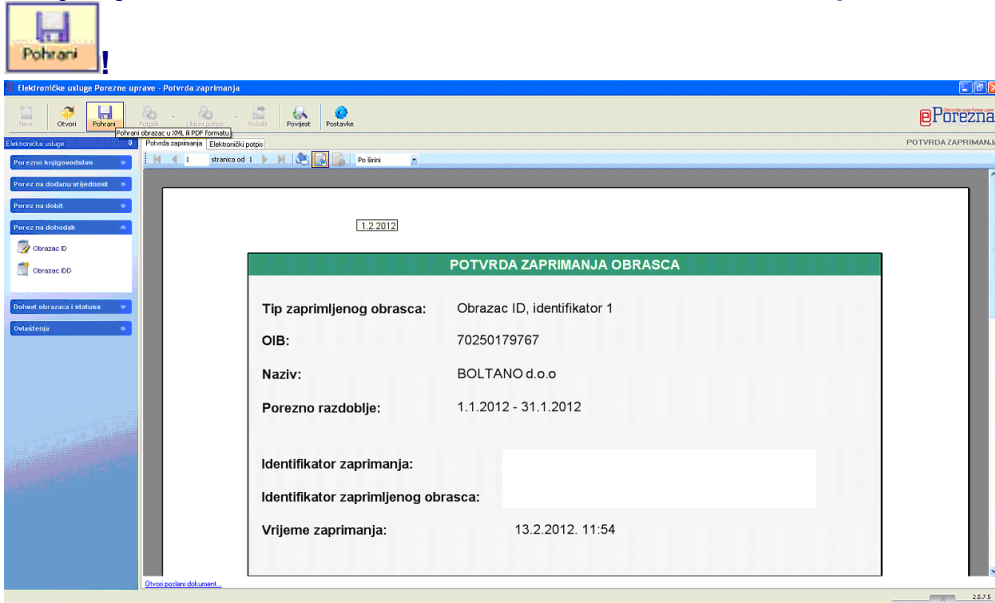 Pohrani!
Elektroničke usluge Porezne uprave - Potvrda zaprimanja
Novi Otvori Pohrani Potpiši Ukloni potpis Pošalji Povijest Postavke
ePorezna
Pohrani obrazac u XML ili PDF formatu
Elektroničke usluge
Potvrda zaprimanja Elektronički potpis
POTVRDA ZAPRIMANJA
1 stranica od 1 Po širini
Porezno knjigovodstvo
Porez na dodanu vrijednost
Porez na dobit
Porez na dohodak
Obrazac ID
Obrazac IDD
Dohvat obrazaca i statusa
Ovlaštenja
1.2.2012
POTVRDA ZAPRIMANJA OBRASCA
Tip zaprimljenog obrasca: Obrazac ID, identifikator 1
OIB: 70250179767
Naziv: BOLTANO d.o.o
Porezno razdoblje: 1.1.2012 - 31.1.2012
Identifikator zaprimanja:
Identifikator zaprimljenog obrasca:
Vrijeme zaprimanja: 13.2.2012. 11:54
Otvori poslani dokument...
2.5.7.5